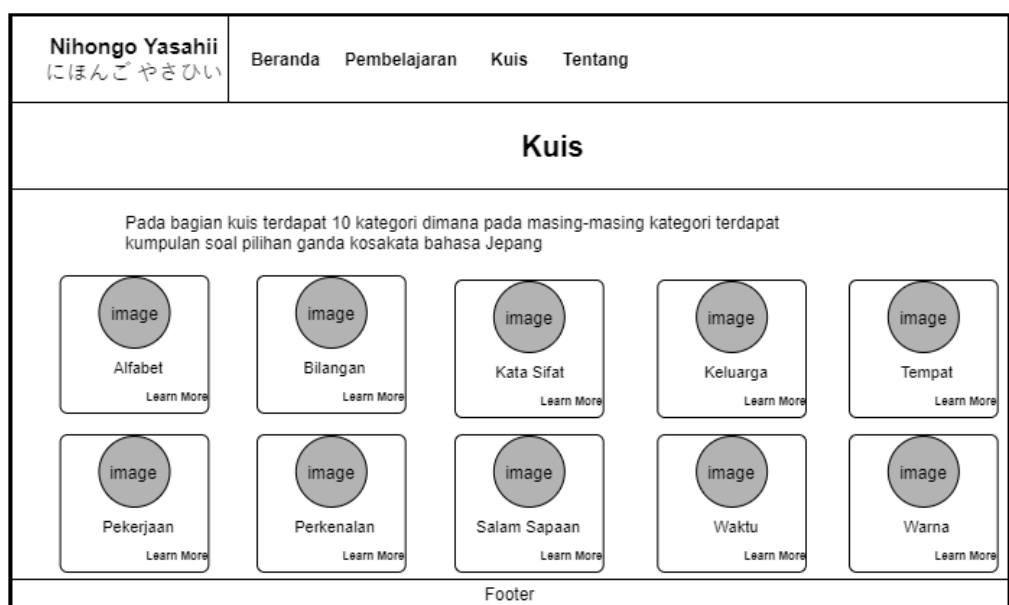 Nihongo Yasahii
にほんご やさひい
Beranda Pembelajaran Kuis Tentang
Kuis
Pada bagian kuis terdapat 10 kategori dimana pada masing-masing kategori terdapat
kumpulan soal pilihan ganda kosakata bahasa Jepang
image image image image image
Alfabet Bilangan Kata Sifat Keluarga Tempat
Learn More Learn More Learn More Learn More Learn More
image image image image image
Pekerjaan Perkenalan Salam Sapaan Waktu Warna
Learn More Learn More Learn More Learn More Learn More
Footer